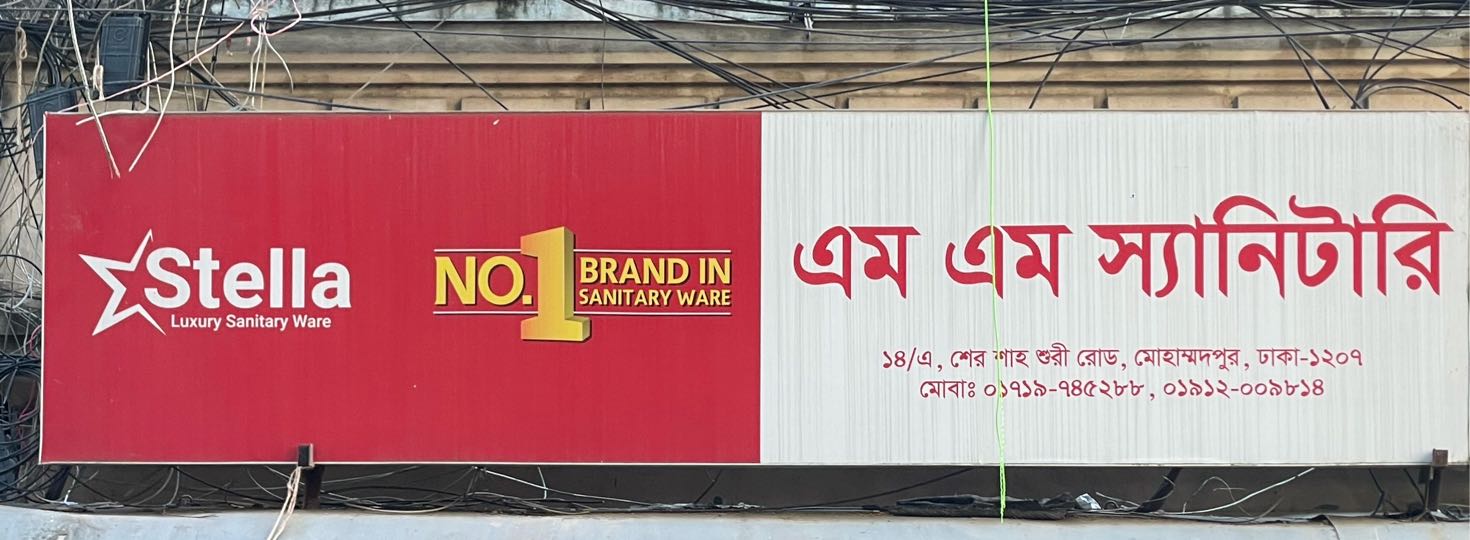 Stella
Luxury Sanitary Ware
NO.1 BRAND IN
SANITARY WARE
এম এম স্যানিটারি
১৪/এ, শের শাহ শুরী রোড, মোহাম্মদপুর, ঢাকা-১২০৭
মোবাঃ ০১৭১৯-৭৪৫২৮৮, ০১৯১২-০০৯৮১৪